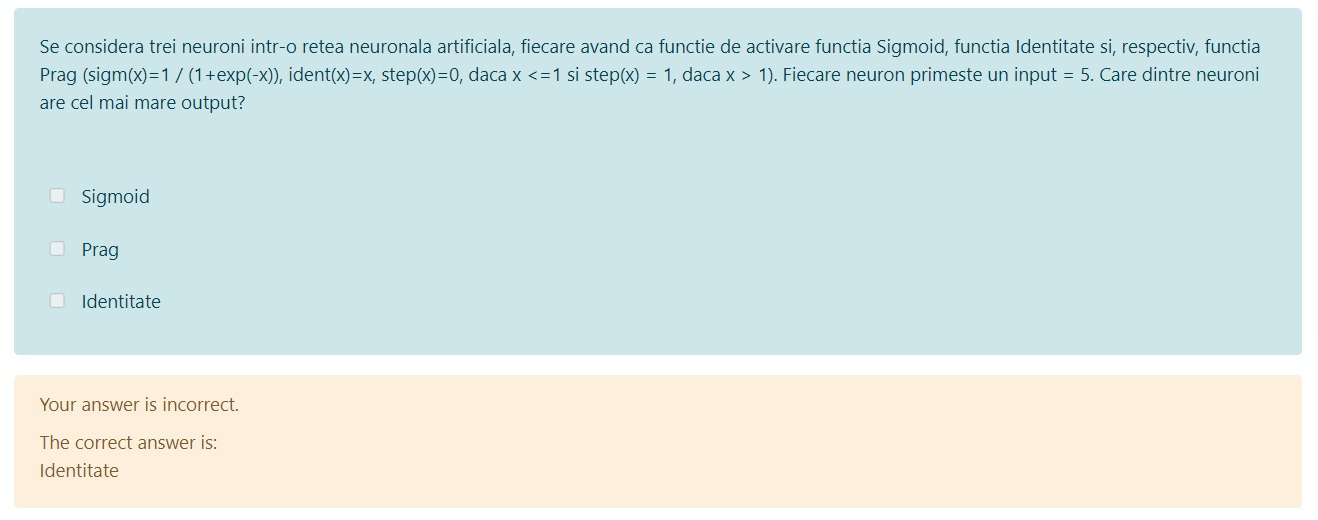 Se considera trei neuroni intr-o retea neuronala artificiala, fiecare avand ca functie de activare functia Sigmoid, functia Identitate si, respectiv, functia
Prag (sigm(x)=1 / (1+exp(-x)), ident(x)=x, step(x)=0, daca x <=1 si step(x) = 1, daca x > 1). Fiecare neuron primeste un input = 5. Care dintre neuroni
are cel mai mare output?
Sigmoid
Prag
Identitate
Your answer is incorrect.
The correct answer is:
Identitate